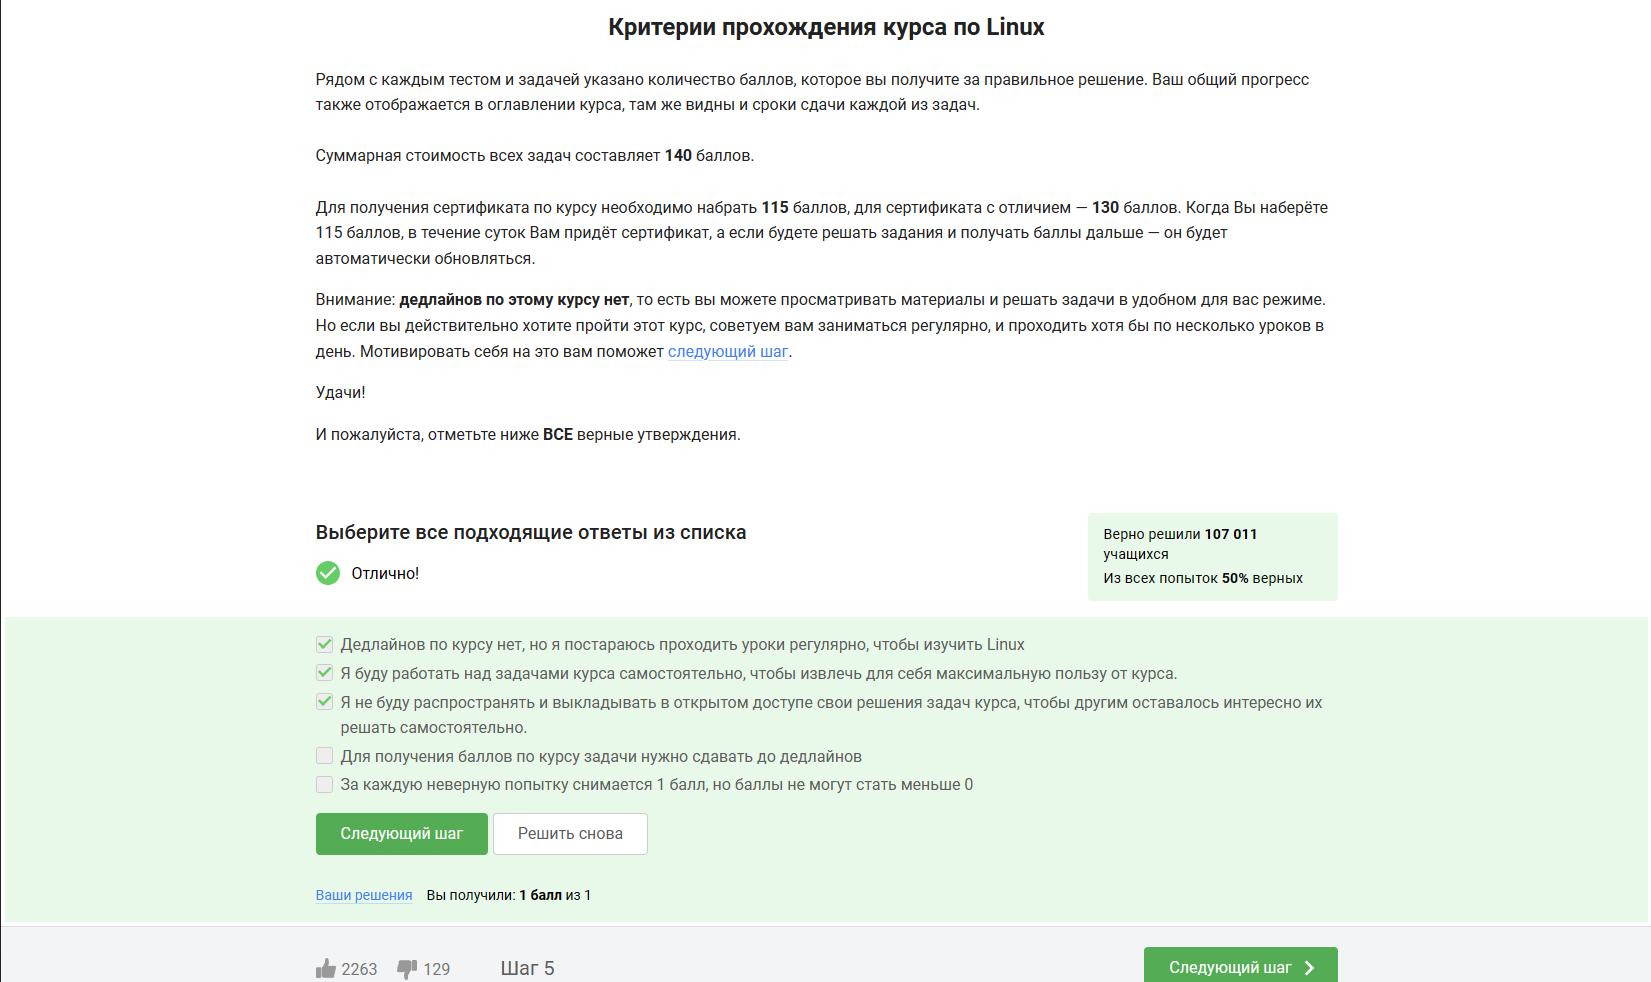 Критерии прохождения курса по Linux
Рядом с каждым тестом и задачей указано количество баллов, которое вы получите за правильное решение. Ваш общий прогресс
также отображается в оглавлении курса, там же видны и сроки сдачи каждой из задач.
Суммарная стоимость всех задач составляет 140 баллов.
Для получения сертификата по курсу необходимо набрать 115 баллов, для сертификата с отличием — 130 баллов. Когда Вы наберёте
115 баллов, в течение суток Вам придёт сертификат, а если будете решать задания и получать баллы дальше — он будет
автоматически обновляться.
Внимание: дедлайнов по этому курсу нет, то есть вы можете просматривать материалы и решать задачи в удобном для вас режиме.
Но если вы действительно хотите пройти этот курс, советуем вам заниматься регулярно, и проходить хотя бы по несколько уроков в
день. Мотивировать себя на это вам поможет следующий шаг.
Удачи!
И пожалуйста, отметьте ниже ВСЕ верные утверждения.
Выберите все подходящие ответы из списка
Отлично!
Верно решили 107 011
учащихся
Из всех попыток 50% верных
Дедлайнов по курсу нет, но я постараюсь проходить уроки регулярно, чтобы изучить Linux
Я буду работать над задачами курса самостоятельно, чтобы извлечь для себя максимальную пользу от курса.
Я не буду распространять и выкладывать в открытом доступе свои решения задач курса, чтобы другим оставалось интересно их
решать самостоятельно.
Для получения баллов по курсу задачи нужно сдавать до дедлайнов
За каждую неверную попытку снимается 1 балл, но баллы не могут стать меньше 0
Следующий шаг
Решить снова
Ваши решения Вы получили: 1 балл из 1
2263 129 Шаг 5
Следующий шаг